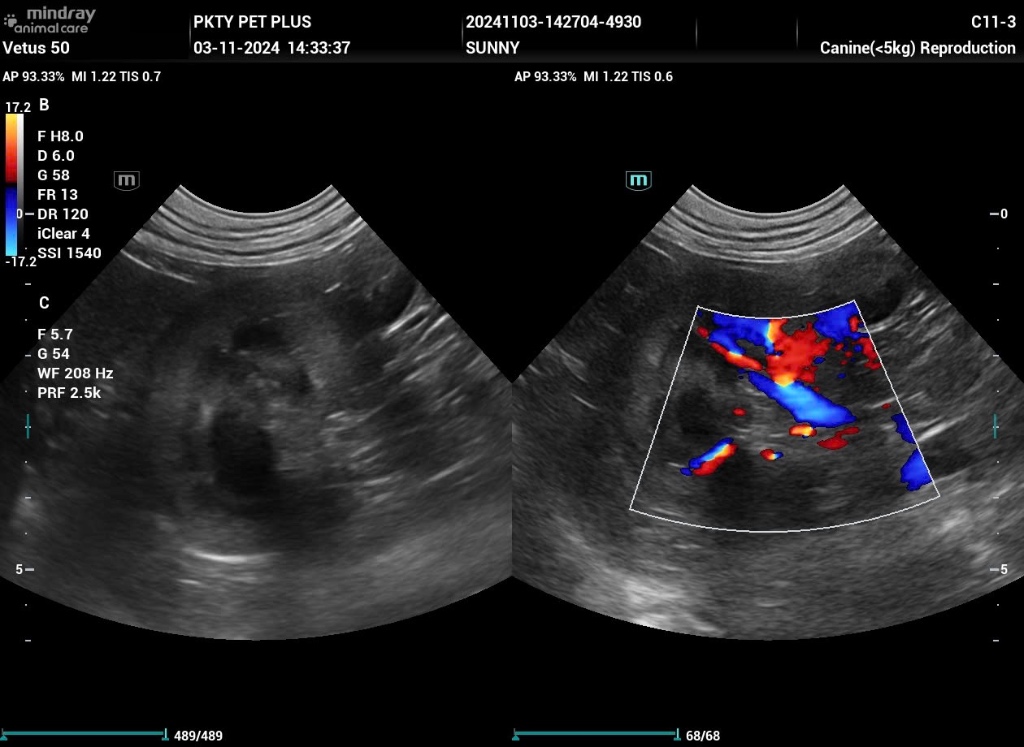 mindray
animal care
Vetus 50
PKTY PET PLUS
03-11-2024 14:33:37
20241103-142704-4930
SUNNY
C11-3
Canine(<5kg) Reproduction
AP 93.33% MI 1.22 TIS 0.7
AP 93.33% MI 1.22 TIS 0.6
17.2
B
F H8.0
D 6.0
G 58
FR 13
DR 120
iClear 4
SSI 1540
0
-17.2
C
F 5.7
G 54
WF 208 Hz
PRF 2.5k
m
m
0
5
5
489/489
68/68